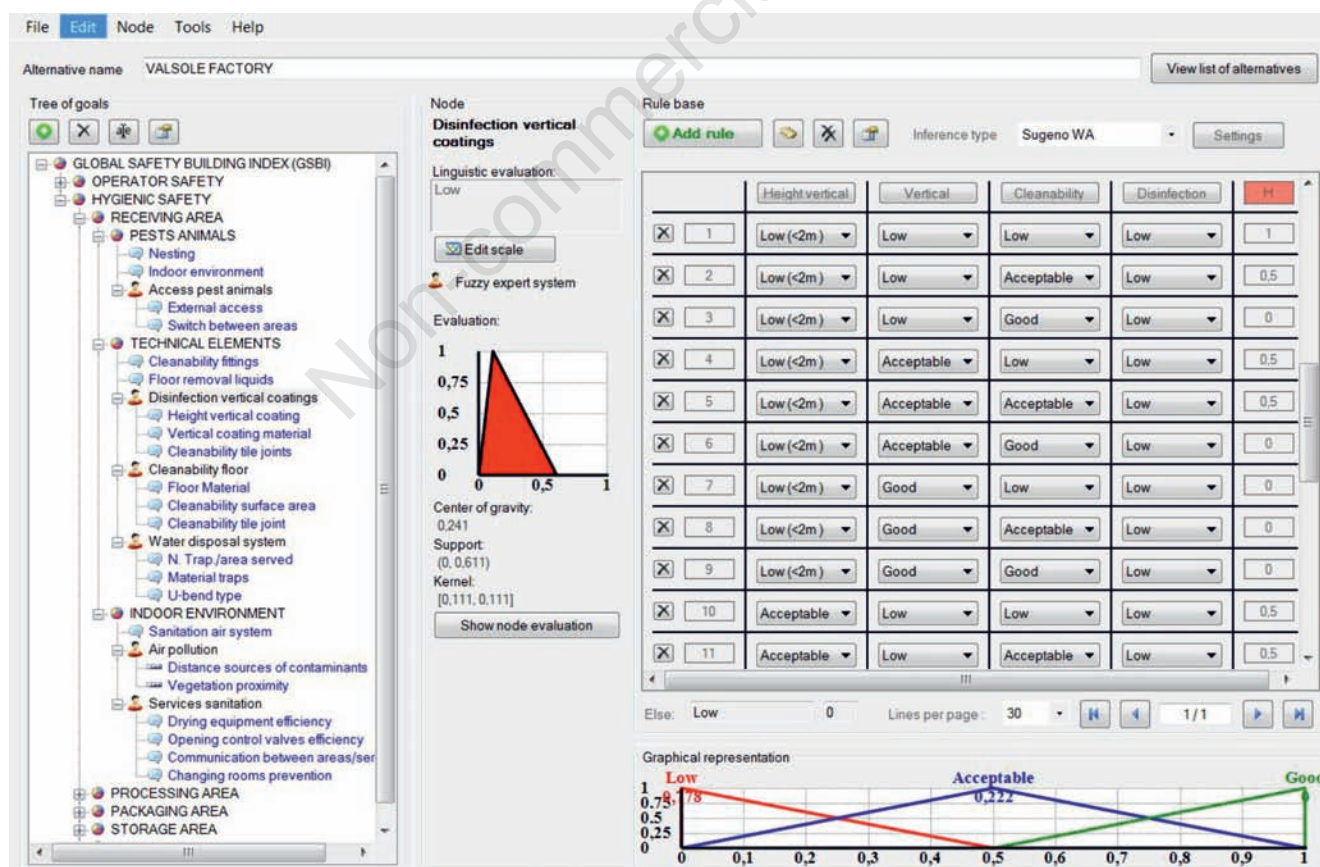 File Edit Node Tools Help
Alternative name VALSOLE FACTORY View list of alternatives
Tree of goals
GLOBAL SAFETY BUILDING INDEX (GSBI)
OPERATOR SAFETY
HYGIENIC SAFETY
RECEIVING AREA
PESTS ANIMALS
Nesting
Indoor environment
Access pest animals
External access
Switch between areas
TECHNICAL ELEMENTS
Cleanability fittings
Floor removal liquids
Disinfection vertical coatings
Height vertical coating
Vertical coating material
Cleanability tile joints
Cleanability floor
Floor Material
Cleanability surface area
Cleanability tile joint
Water disposal system
N. Trap./area served
Material traps
U-bend type
INDOOR ENVIRONMENT
Sanitation air system
Air pollution
Distance sources of contaminants
Vegetation proximity
Services sanitation
Drying equipment efficiency
Opening control valves efficiency
Communication between areas/ser
Changing rooms prevention
PROCESSING AREA
PACKAGING AREA
STORAGE AREA
Node
Disinfection vertical
coatings
Linguistic evaluation:
Low
Edit scale
Fuzzy expert system
Evaluation:
1
0,75
0,5
0,25
0
0 0,5 1
Center of gravity:
0,241
Support:
(0, 0,611)
Kernel:
[0,111, 0,111]
Show node evaluation
Rule base
Add rule Inference type Sugeno WA Settings
Height vertical Vertical Cleanability Disinfection H
1 Low (<2m) Low Low Low 1
2 Low (<2m) Low Acceptable Low 0,5
3 Low (<2m) Low Good Low 0
4 Low (<2m) Acceptable Low Low 0,5
5 Low (<2m) Acceptable Acceptable Low 0,5
6 Low (<2m) Acceptable Good Low 0
7 Low (<2m) Good Low Low 0
8 Low (<2m) Good Acceptable Low 0
9 Low (<2m) Good Good Low 0
10 Acceptable Low Low Low 0,5
11 Acceptable Low Acceptable Low 0,5
Else: Low 0 Lines per page : 30 1/1
Graphical representation
Low Acceptable Good
0,222 0
1
0.75
0.5
0,25
0
0 0,1 0,2 0,3 0,4 0,5 0,6 0,7 0,8 0,9 1
Non-commerci